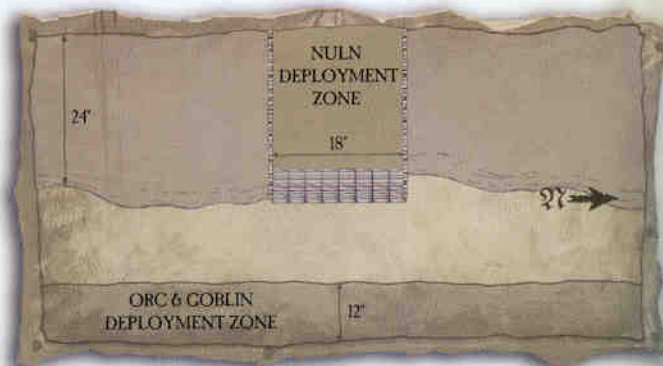 NULN
DEPLOYMENT
ZONE
24"
18"
N
ORC & GOBLIN
DEPLOYMENT ZONE
12"